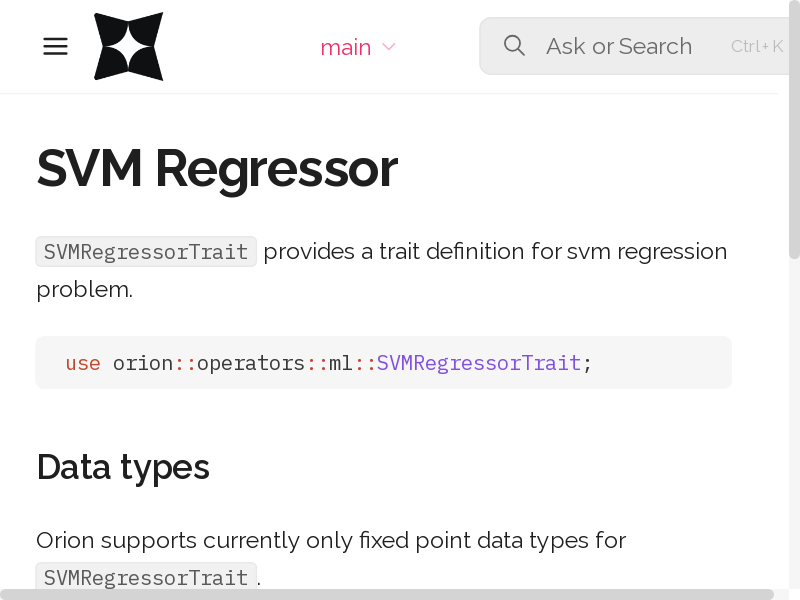 main
Ask or Search
Ctrl+ K
SVM Regressor
SVMRegressorTrait provides a trait definition for svm regression
problem.
use orion::operators::ml::SVMRegressorTrait;
Data types
Orion supports currently only fixed point data types for
SVMRegressorTrait.